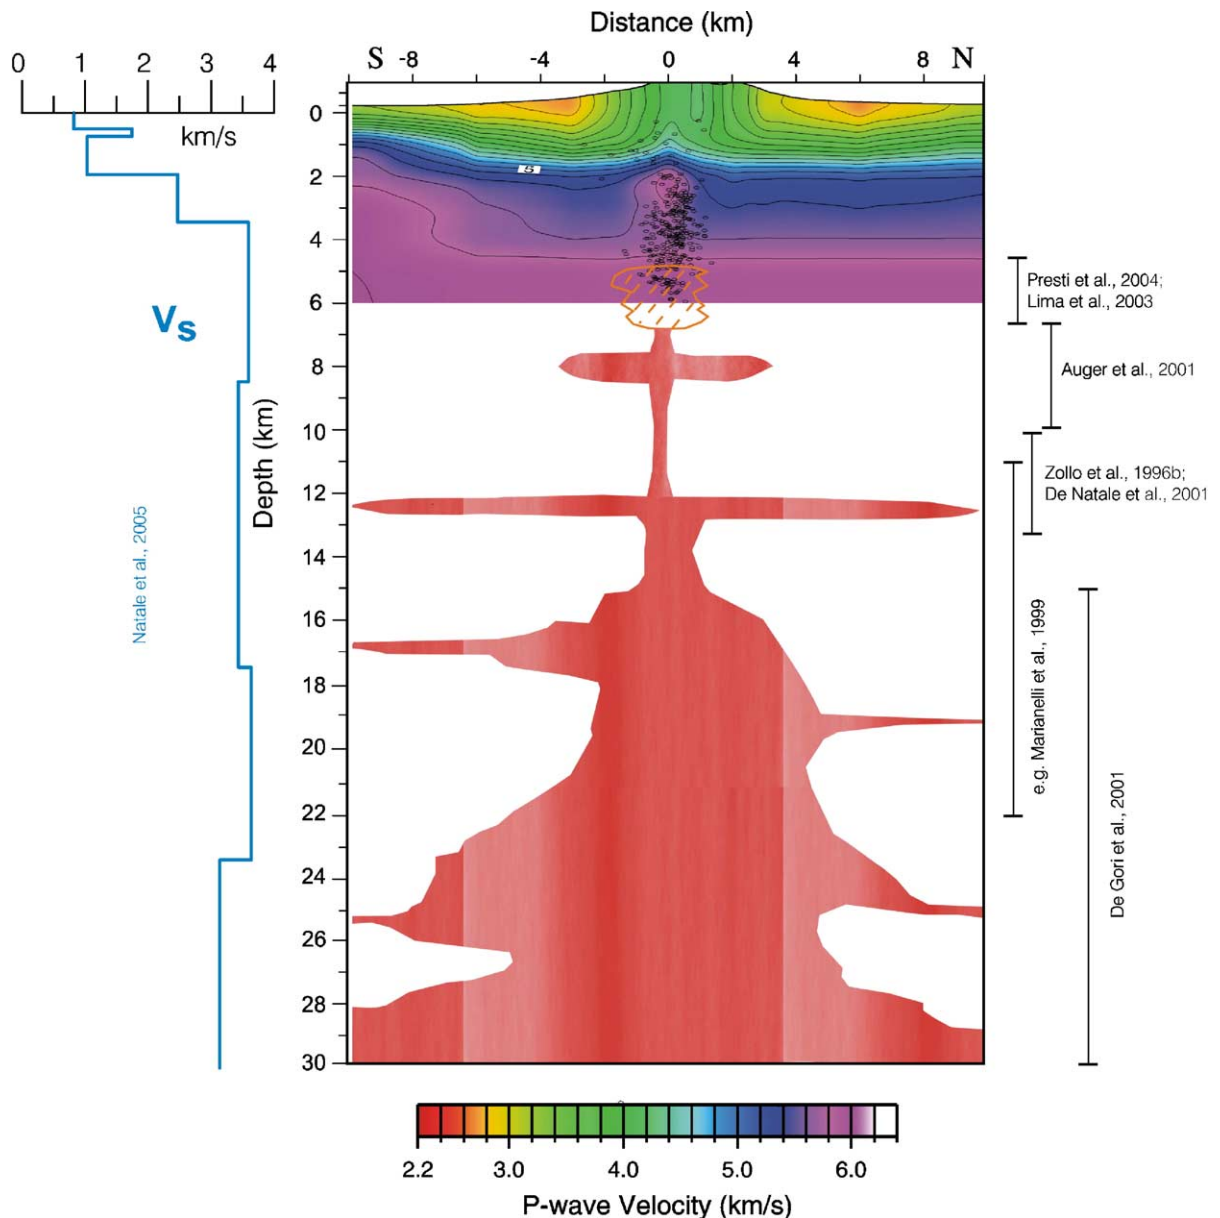 Distance (km)
S -8 -4 0 4 8 N
0 1 2 3 4
km/s
0
2
4
6
8
10
12
14
16
18
20
22
24
26
28
30
Depth (km)
5
Vs
Natale et al., 2005
Presti et al., 2004;
Lima et al., 2003
Auger et al., 2001
Zollo et al., 1996b;
De Natale et al., 2001
e.g. Marianelli et al., 1999
De Gori et al., 2001
2.2 3.0 4.0 5.0 6.0
P-wave Velocity (km/s)